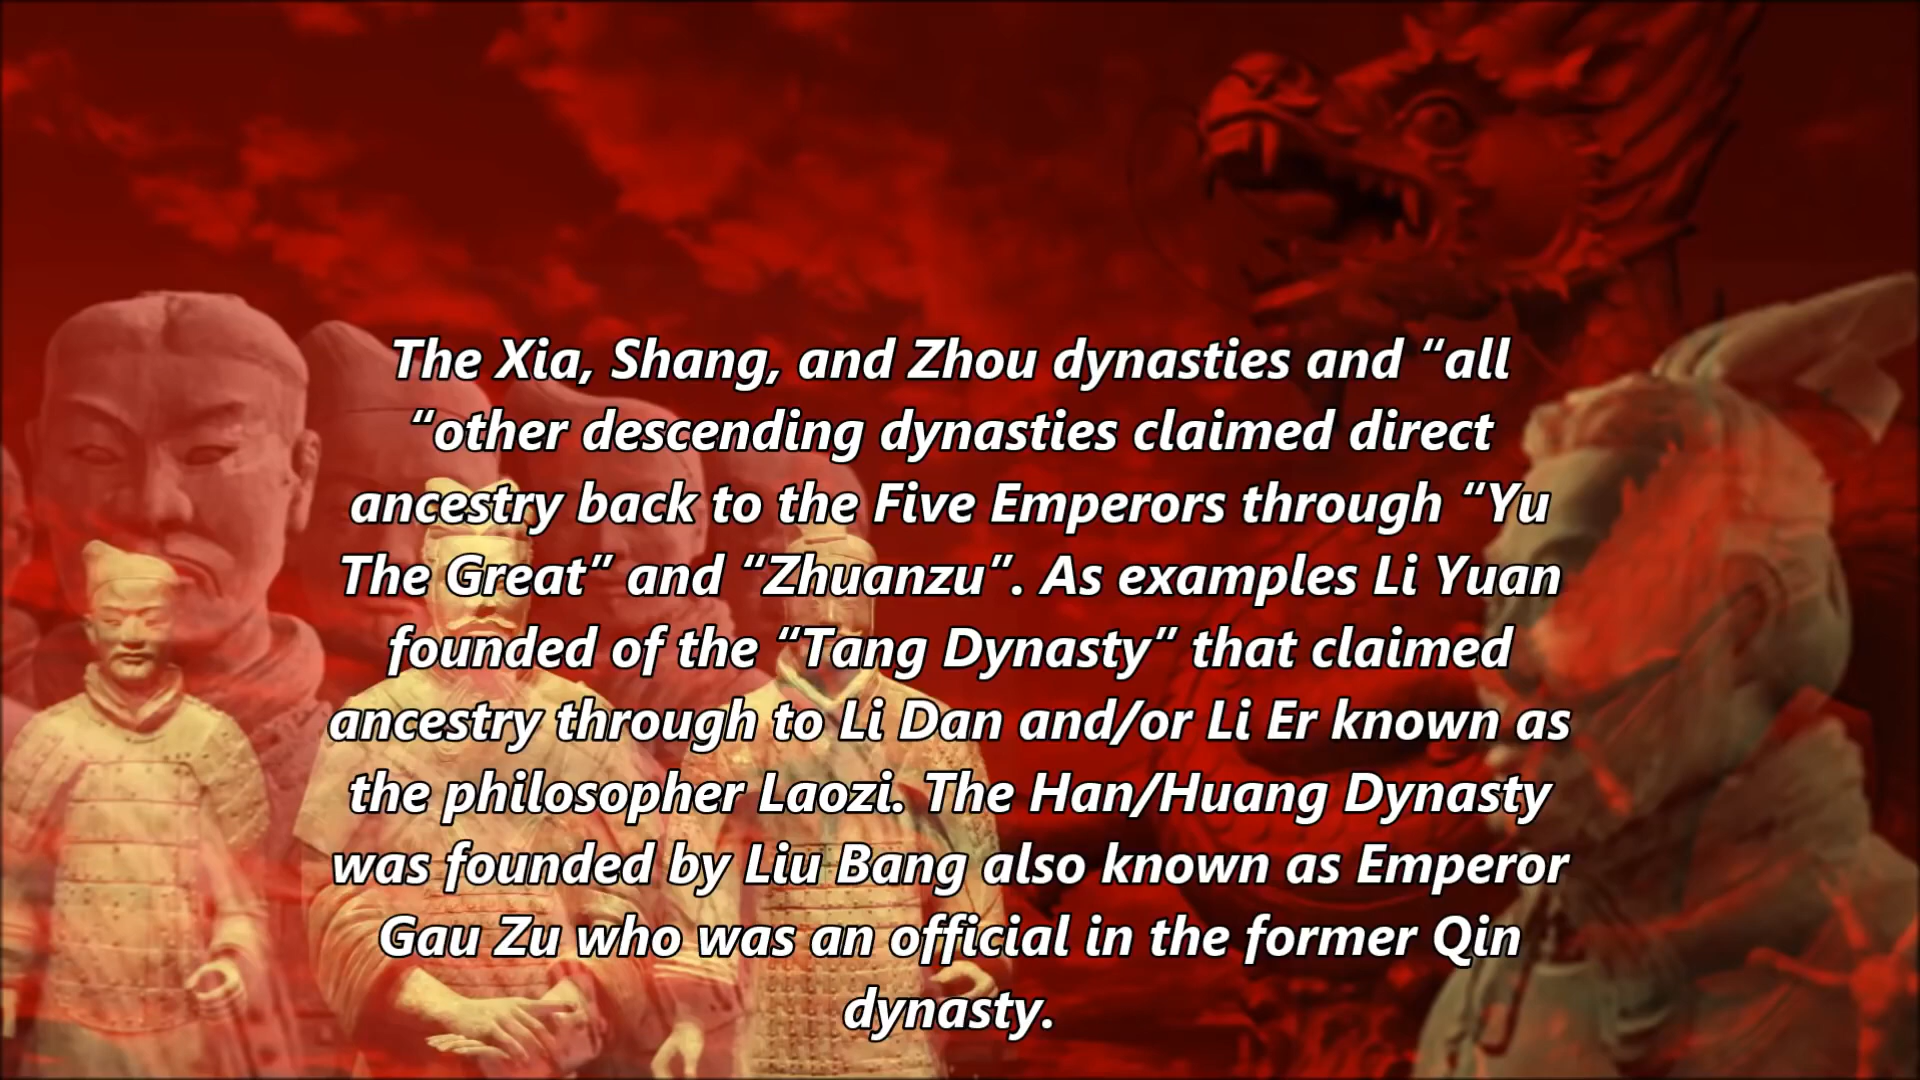 The Xia, Shang, and Zhou dynasties and “all
“other descending dynasties claimed direct
ancestry back to the Five Emperors through “Yu
The Great” and “Zhuanzu”. As examples Li Yuan
founded of the “Tang Dynasty” that claimed
ancestry through to Li Dan and/or Li Er known as
the philosopher Laozi. The Han/Huang Dynasty
was founded by Liu Bang also known as Emperor
Gau Zu who was an official in the former Qin
dynasty.